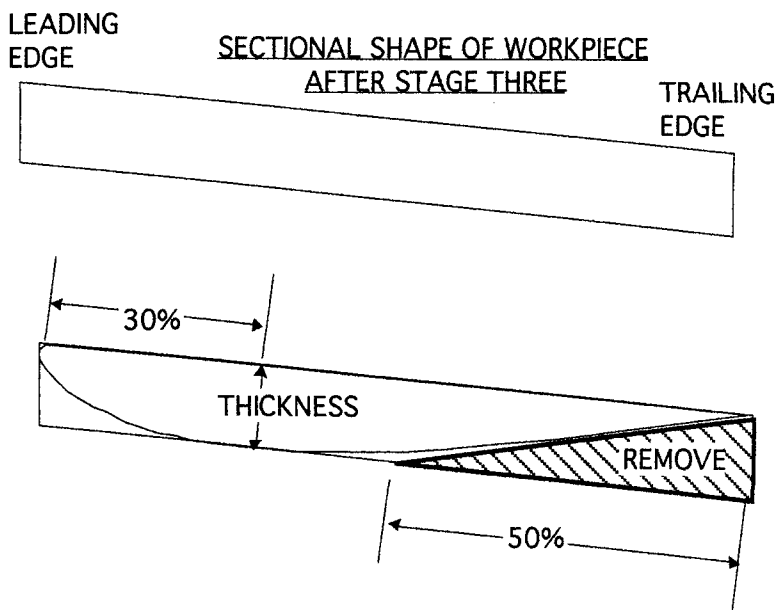 LEADING
EDGE
SECTIONAL SHAPE OF WORKPIECE
AFTER STAGE THREE
TRAILING
EDGE
30%
THICKNESS
REMOVE
50%